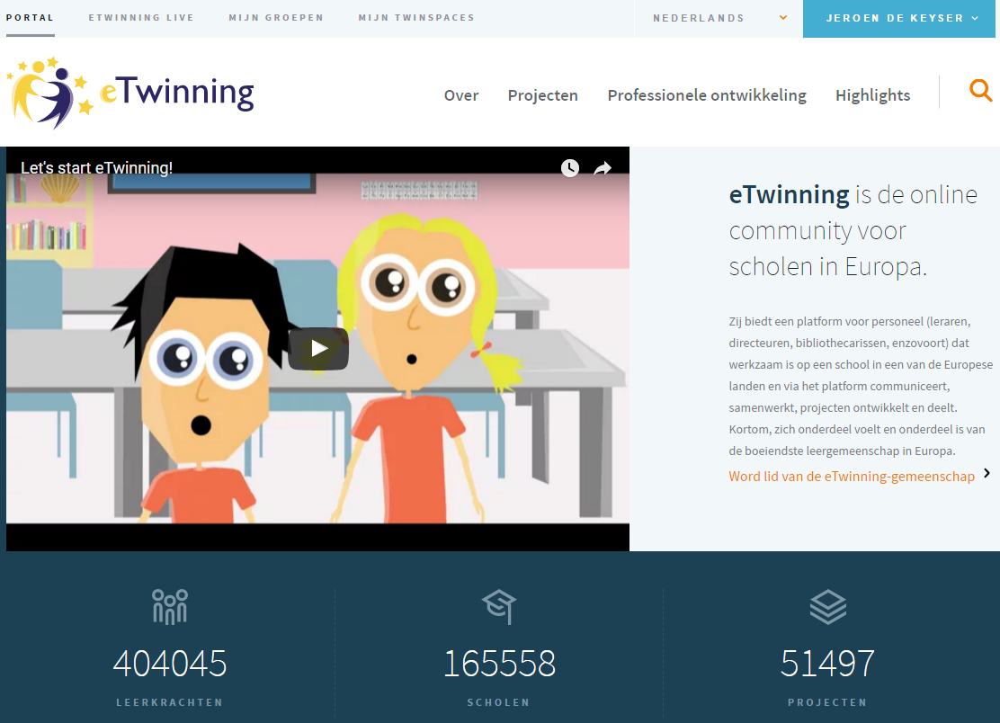 PORTAL ETWINNING LIVE MIJN GROEPEN MIJN TWINSPACES NEDERLANDS JEROEN DE KEYSER
eTwinning
Over Projecten Professionele ontwikkeling Highlights
Let's start eTwinning!
eTwinning is de online
community voor
scholen in Europa.
Zij biedt een platform voor personeel (leraren,
directeuren, bibliothecarissen, enzovoort) dat
werkzaam is op een school in een van de Europese
landen en via het platform communiceert,
samenwerkt, projecten ontwikkelt en deelt.
Kortom, zich onderdeel voelt en onderdeel is van
de boeiendste leergemeenschap in Europa.
Word lid van de eTwinning-gemeenschap
404045 165558 51497
LEERKRACHTEN SCHOLEN PROJECTEN